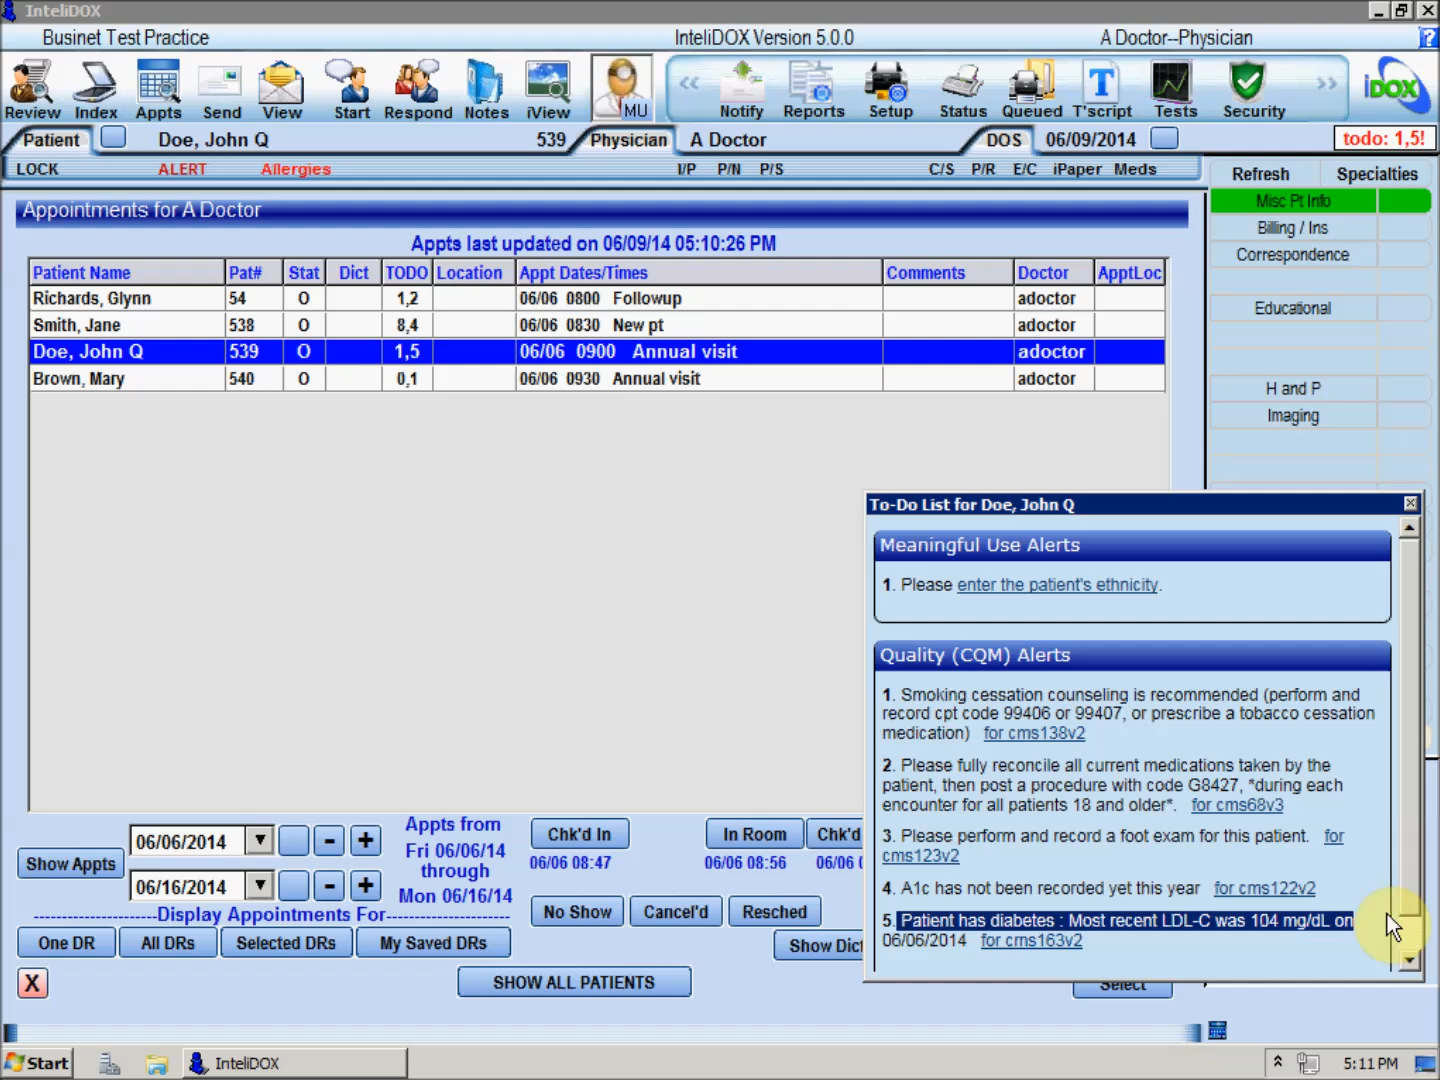 InteliDOX
Businet Test Practice InteliDOX Version 5.0.0 A Doctor--Physician ?
Review Index Appts Send View Start Respond Notes iView MU Notify Reports Setup Status Queued T'script Tests Security iDOX
Patient Doe, John Q 539 Physician A Doctor DOS 06/09/2014 todo: 1,5!
LOCK ALERT Allergies I/P P/N P/S C/S P/R E/C iPaper Meds
Refresh Specialties
Misc Pt Info
Billing / Ins
Correspondence
Educational
H and P
Imaging
Appointments for A Doctor
Appts last updated on 06/09/14 05:10:26 PM
Patient Name Pat# Stat Dict TODO Location Appt Dates/Times Comments Doctor ApptLoc
Richards, Glynn 54 O 1,2 06/06 0800 Followup adoctor
Smith, Jane 538 O 8,4 06/06 0830 New pt adoctor
Doe, John Q 539 O 1,5 06/06 0900 Annual visit adoctor
Brown, Mary 540 O 0,1 06/06 0930 Annual visit adoctor
To-Do List for Doe, John Q
Meaningful Use Alerts
1. Please enter the patient's ethnicity.
Quality (CQM) Alerts
1. Smoking cessation counseling is recommended (perform and
record cpt code 99406 or 99407, or prescribe a tobacco cessation
medication) for cms138v2
2. Please fully reconcile all current medications taken by the
patient, then post a procedure with code G8427, *during each
encounter for all patients 18 and older*. for cms68v3
3. Please perform and record a foot exam for this patient. for
cms123v2
4. A1c has not been recorded yet this year for cms122v2
5. Patient has diabetes : Most recent LDL-C was 104 mg/dL on
06/06/2014 for cms163v2
Show Appts
06/06/2014 - +
06/16/2014 - +
Appts from
Fri 06/06/14
through
Mon 06/16/14
Chk'd In In Room Chk'd
06/06 08:47 06/06 08:56 06/0
No Show Cancel'd Resched
----------------------Display Appointments For----------------------
One DR All DRs Selected DRs My Saved DRs Show Dict
X SHOW ALL PATIENTS Select
Start InteliDOX 5:11 PM